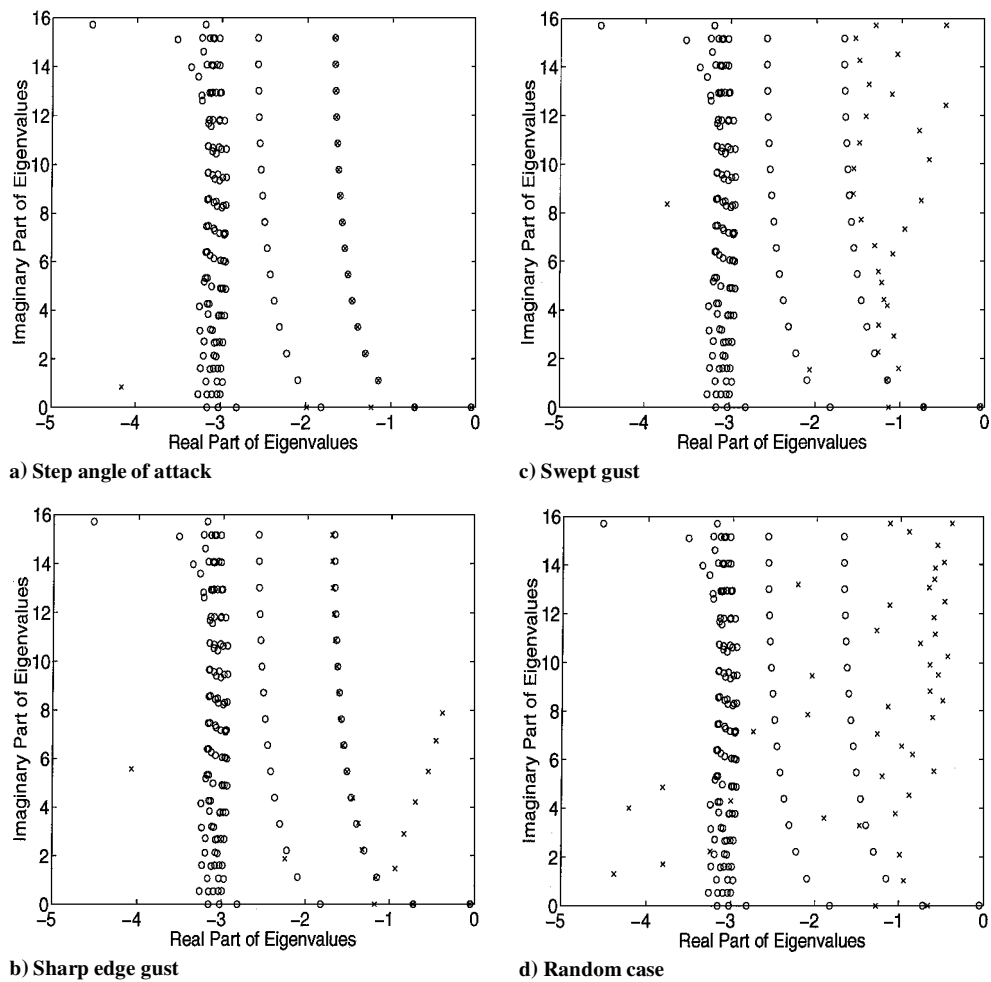 16
14
12
10
8
6
4
2
0
Imaginary Part of Eigenvalues
−5 −4 −3 −2 −1 0
Real Part of Eigenvalues
a) Step angle of attack
16
14
12
10
8
6
4
2
0
Imaginary Part of Eigenvalues
−5 −4 −3 −2 −1 0
Real Part of Eigenvalues
c) Swept gust
16
14
12
10
8
6
4
2
0
Imaginary Part of Eigenvalues
−5 −4 −3 −2 −1 0
Real Part of Eigenvalues
b) Sharp edge gust
16
14
12
10
8
6
4
2
0
Imaginary Part of Eigenvalues
−5 −4 −3 −2 −1 0
Real Part of Eigenvalues
d) Random case